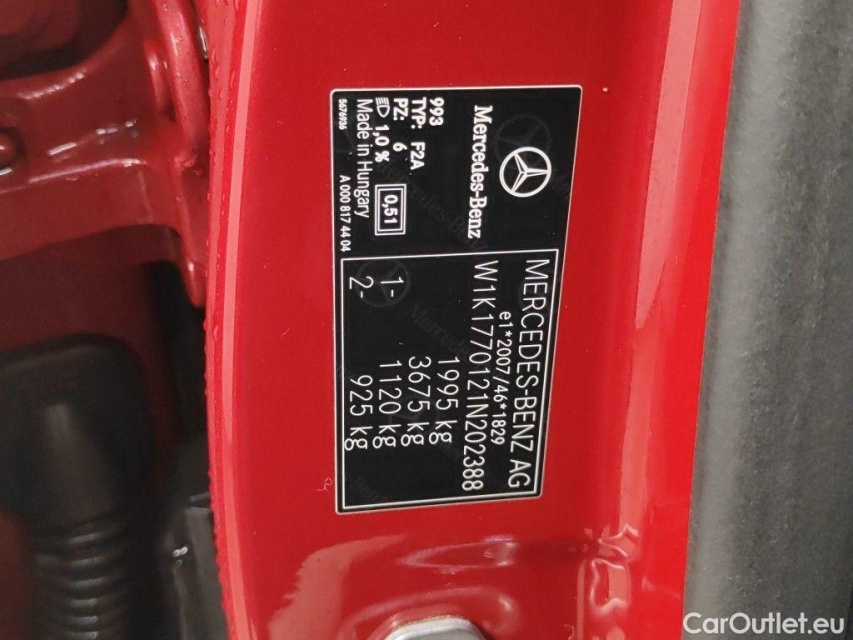 Mercedes-Benz
993
TYP: F2A
PZ: 6
1,0 % 0,51
Made in Hungary
5676936 A 000 817 44 04
MERCEDES-BENZ AG
e1*2007/46*1829
W1K1770121N202388
1995 kg
3675 kg
1- 1120 kg
2- 925 kg
CarOutlet.eu